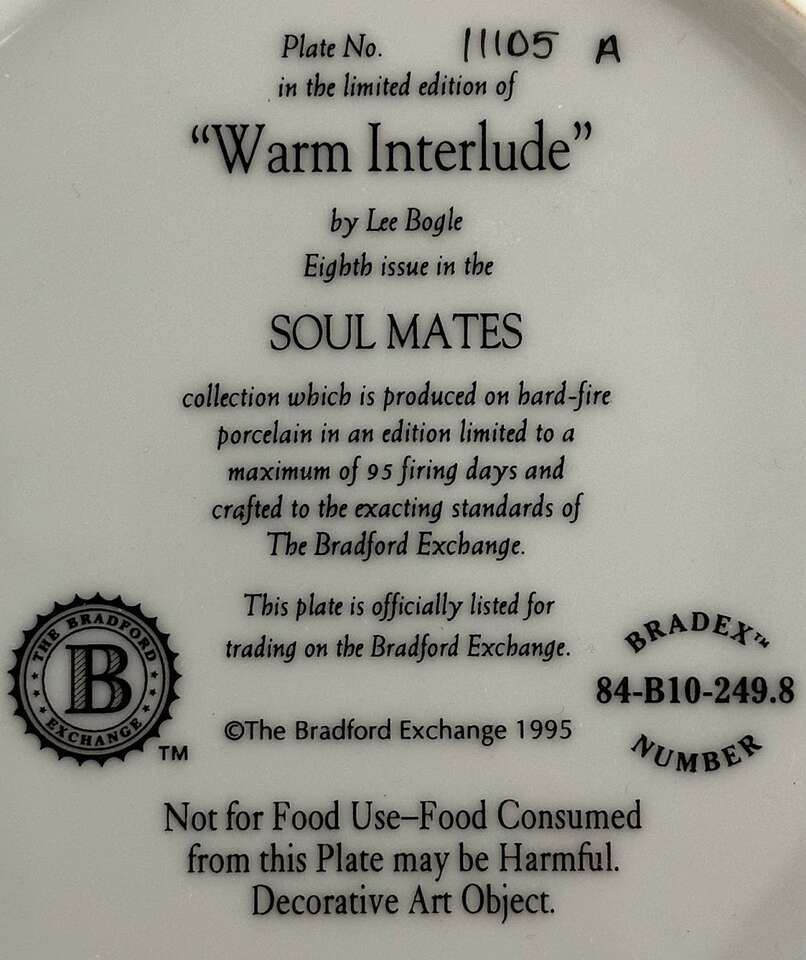 Plate No. 11105 A
in the limited edition of
“Warm Interlude”
by Lee Bogle
Eighth issue in the
SOUL MATES
collection which is produced on hard-fire
porcelain in an edition limited to a
maximum of 95 firing days and
crafted to the exacting standards of
The Bradford Exchange.
This plate is officially listed for
trading on the Bradford Exchange.
THE BRADFORD
B
EXCHANGE
TM
©The Bradford Exchange 1995
BRADEX™
84-B10-249.8
NUMBER
Not for Food Use–Food Consumed
from this Plate may be Harmful.
Decorative Art Object.